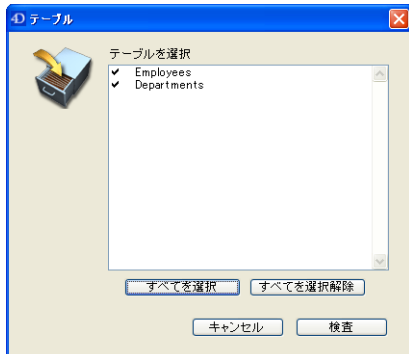 4D テーブル
テーブルを選択
✔ Employees
✔ Departments
すべてを選択 すべてを選択解除
キャンセル 検査